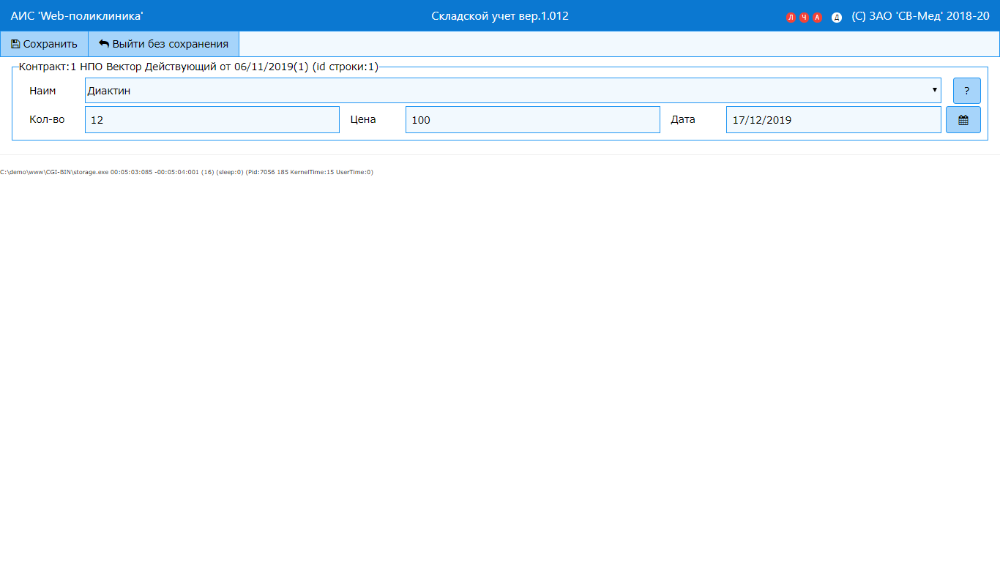 АИС 'Web-поликлиника' Складской учет вер.1.012 Л Ч А Д (С) ЗАО 'СВ-Мед' 2018-20
Сохранить Выйти без сохранения
Контракт:1 НПО Вектор Действующий от 06/11/2019(1) (id строки:1)
Наим Диактин ?
Кол-во 12 Цена 100 Дата 17/12/2019
C:\demo\www\CGI-BIN\storage.exe 00:05:03:085 -00:05:04:001 (16) (sleep:0) (Pid:7056 185 KernelTime:15 UserTime:0)